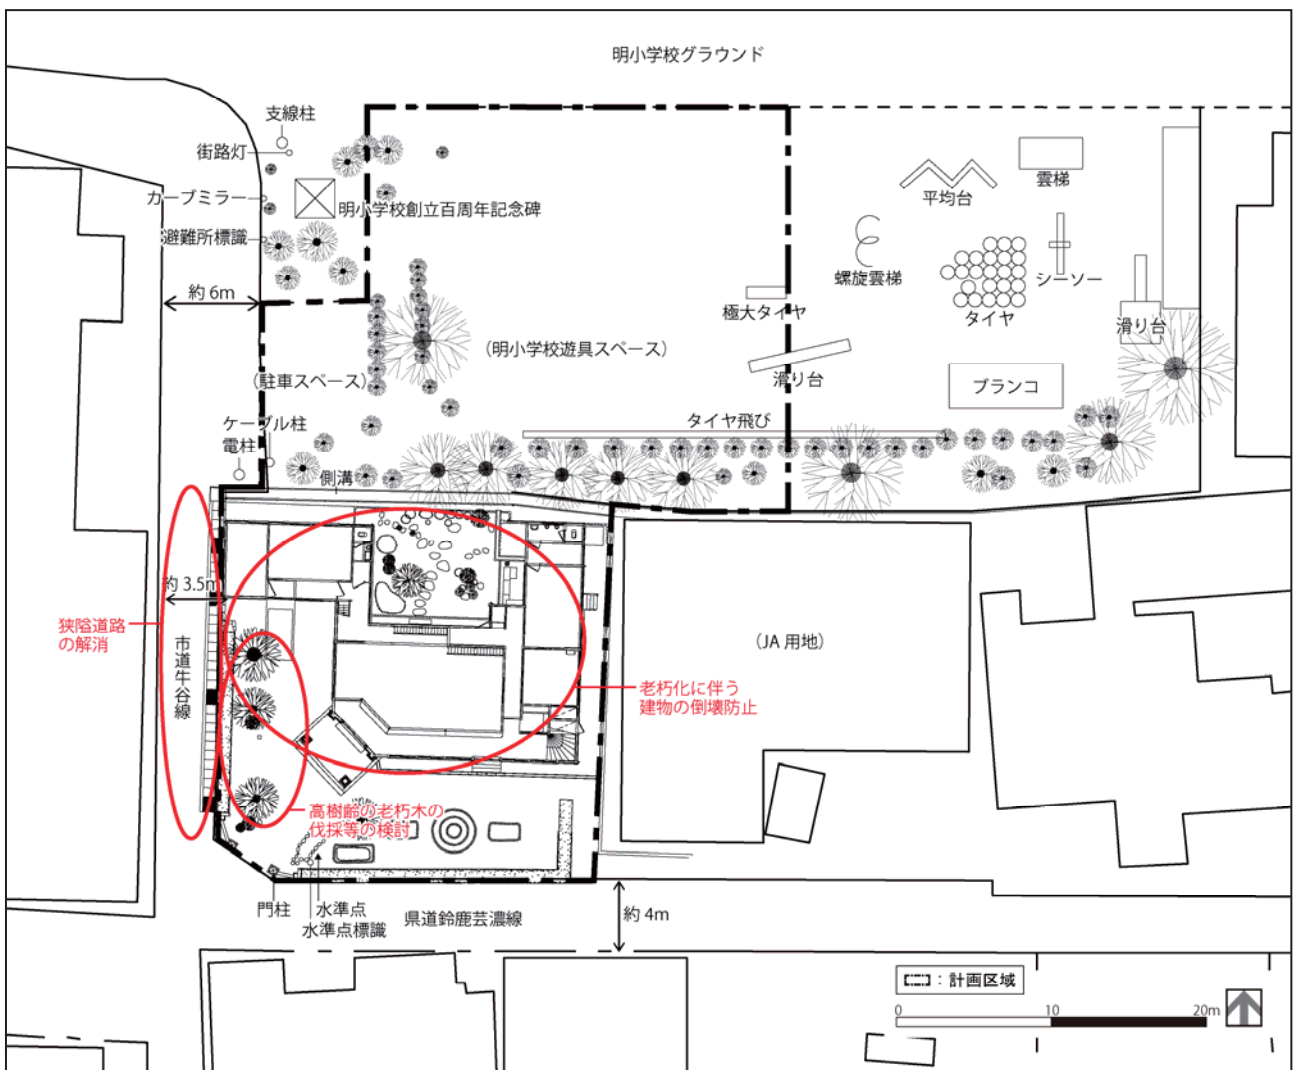 明小学校グラウンド
支線柱
街路灯
カーブミラー
明小学校創立百周年記念碑
避難所標識
約 6m
平均台
雲梯
螺旋雲梯
シーソー
タイヤ
滑り台
極大タイヤ
（明小学校遊具スペース）
滑り台
ブランコ
（駐車スペース）
タイヤ飛び
ケーブル柱
電柱
側溝
約 3.5m
狭隘道路
の解消
市道牛谷線
（JA 用地）
老朽化に伴う
建物の倒壊防止
高樹齢の老朽木の
伐採等の検討
門柱
水準点
水準点標識
県道鈴鹿芸濃線
約 4m
：計画区域
0 10 20m